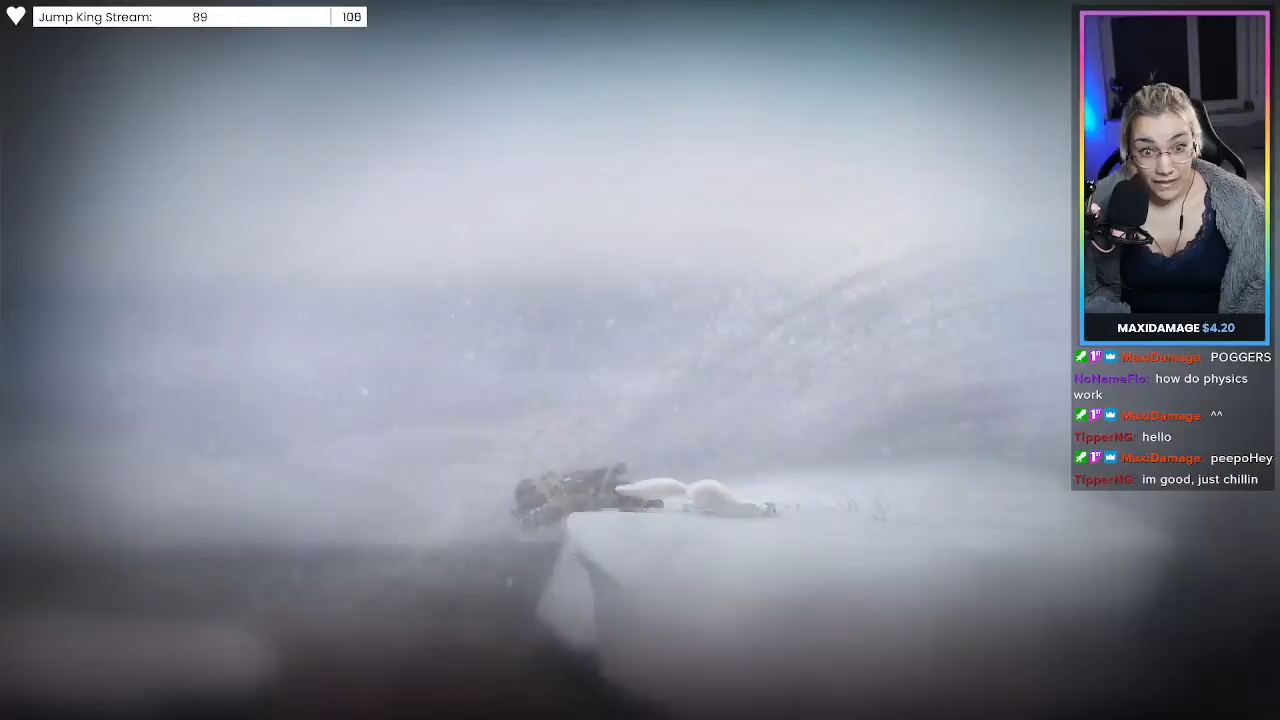 Jump King Stream: 89 106
MAXIDAMAGE $4.20
MaxiDamage: POGGERS
NoNameFlo: how do physics
work
MaxiDamage: ^^
TipperNG: hello
MaxiDamage: peepoHey
TipperNG: im good, just chillin